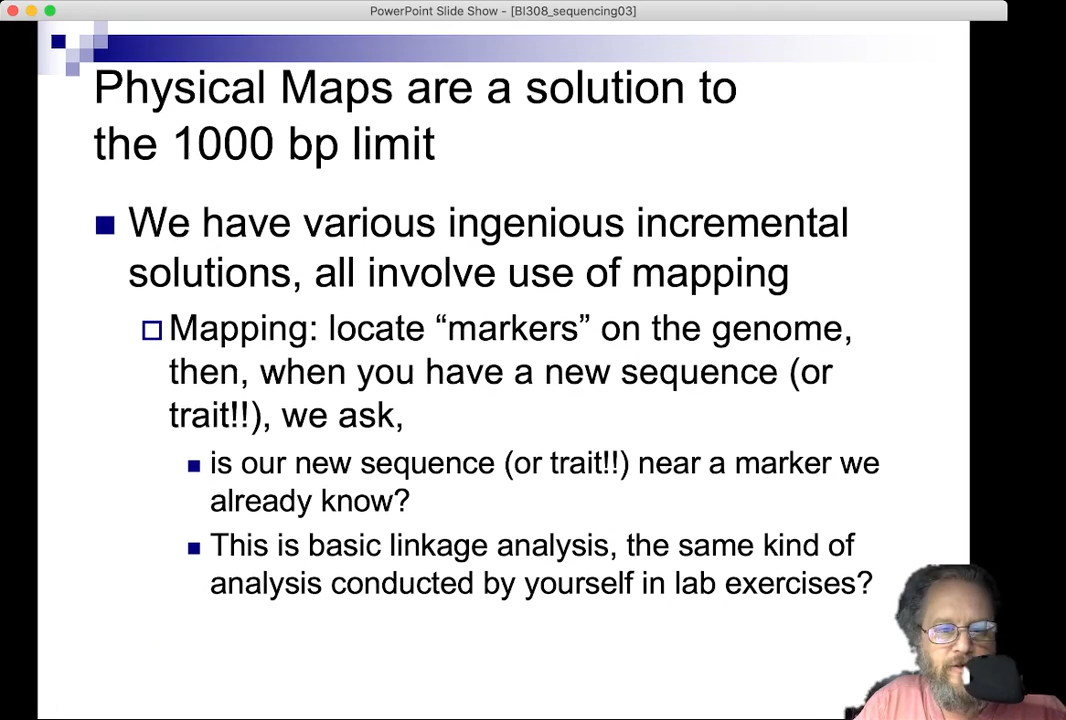 PowerPoint Slide Show - [BI308_sequencing03]
Physical Maps are a solution to
the 1000 bp limit
We have various ingenious incremental
solutions, all involve use of mapping
Mapping: locate “markers” on the genome,
then, when you have a new sequence (or
trait!!), we ask,
is our new sequence (or trait!!) near a marker we
already know?
This is basic linkage analysis, the same kind of
analysis conducted by yourself in lab exercises?